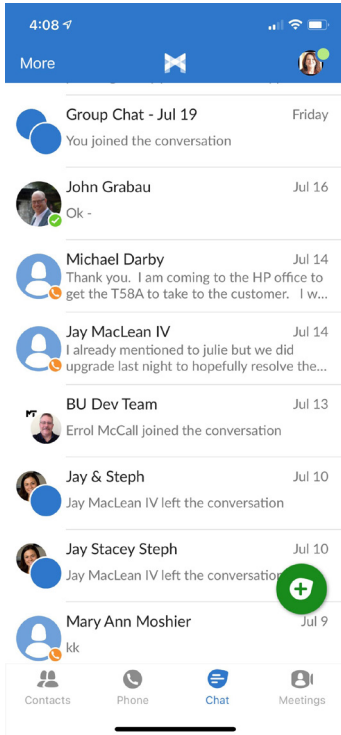 4:08
More
Group Chat - Jul 19 Friday
You joined the conversation
John Grabau Jul 16
Ok -
Michael Darby Jul 14
Thank you. I am coming to the HP office to
get the T58A to take to the customer. I w...
Jay MacLean IV Jul 14
I already mentioned to julie but we did
upgrade last night to hopefully resolve the...
BU Dev Team Jul 13
MT
Errol McCall joined the conversation
Jay & Steph Jul 10
Jay MacLean IV left the conversation
Jay Stacey Steph Jul 10
Jay MacLean IV left the conversation
Mary Ann Moshier Jul 9
kk
Contacts Phone Chat Meetings